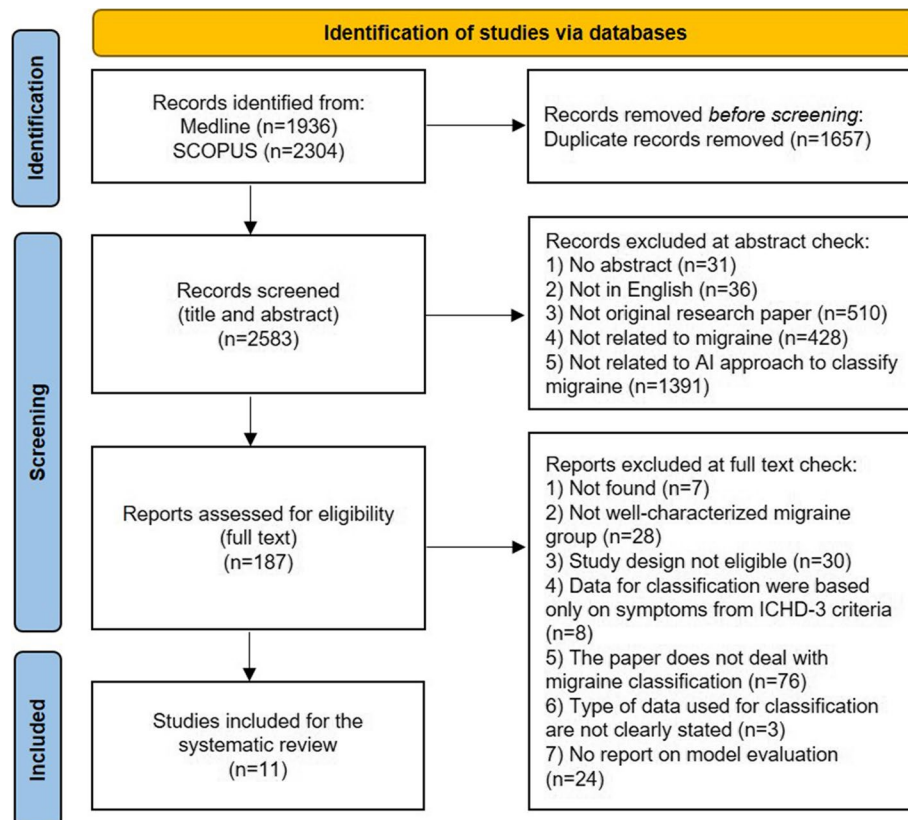 Identification of studies via databases
Identification
Records identified from:
Medline (n=1936)
SCOPUS (n=2304)
Records removed before screening:
Duplicate records removed (n=1657)
Screening
Records screened
(title and abstract)
(n=2583)
Records excluded at abstract check:
1) No abstract (n=31)
2) Not in English (n=36)
3) Not original research paper (n=510)
4) Not related to migraine (n=428)
5) Not related to AI approach to classify
migraine (n=1391)
Reports assessed for eligibility
(full text)
(n=187)
Reports excluded at full text check:
1) Not found (n=7)
2) Not well-characterized migraine
group (n=28)
3) Study design not eligible (n=30)
4) Data for classification were based
only on symptoms from ICHD-3 criteria
(n=8)
5) The paper does not deal with
migraine classification (n=76)
6) Type of data used for classification
are not clearly stated (n=3)
7) No report on model evaluation
(n=24)
Included
Studies included for the
systematic review
(n=11)